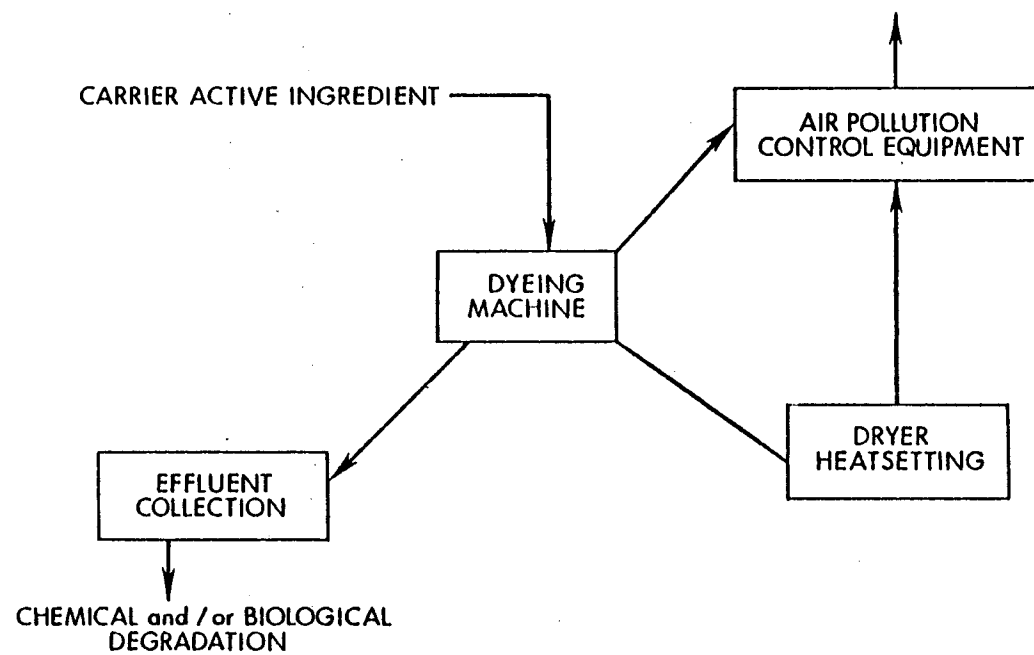 CARRIER ACTIVE INGREDIENT
AIR POLLUTION
CONTROL EQUIPMENT
DYEING
MACHINE
DRYER
HEATSETTING
EFFLUENT
COLLECTION
CHEMICAL and / or BIOLOGICAL
DEGRADATION